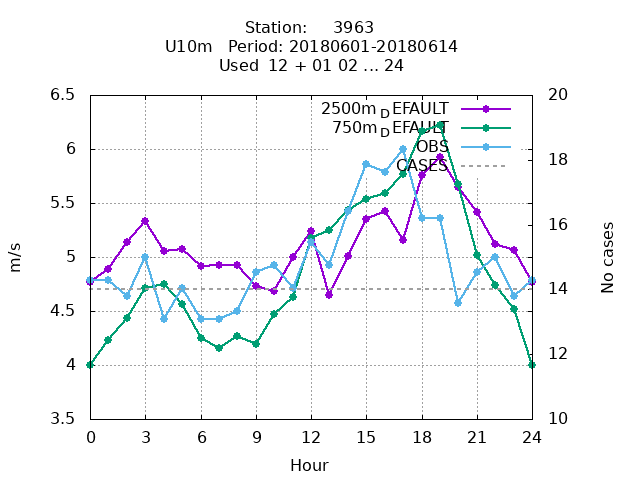 Station: 3963
U10m Period: 20180601-20180614
Used 12 + 01 02 ... 24
6.5
6
5.5
5
4.5
4
3.5
20
18
16
14
12
10
m/s
No cases
2500m_DEFAULT
750m_DEFAULT
OBS
CASES
0 3 6 9 12 15 18 21 24
Hour